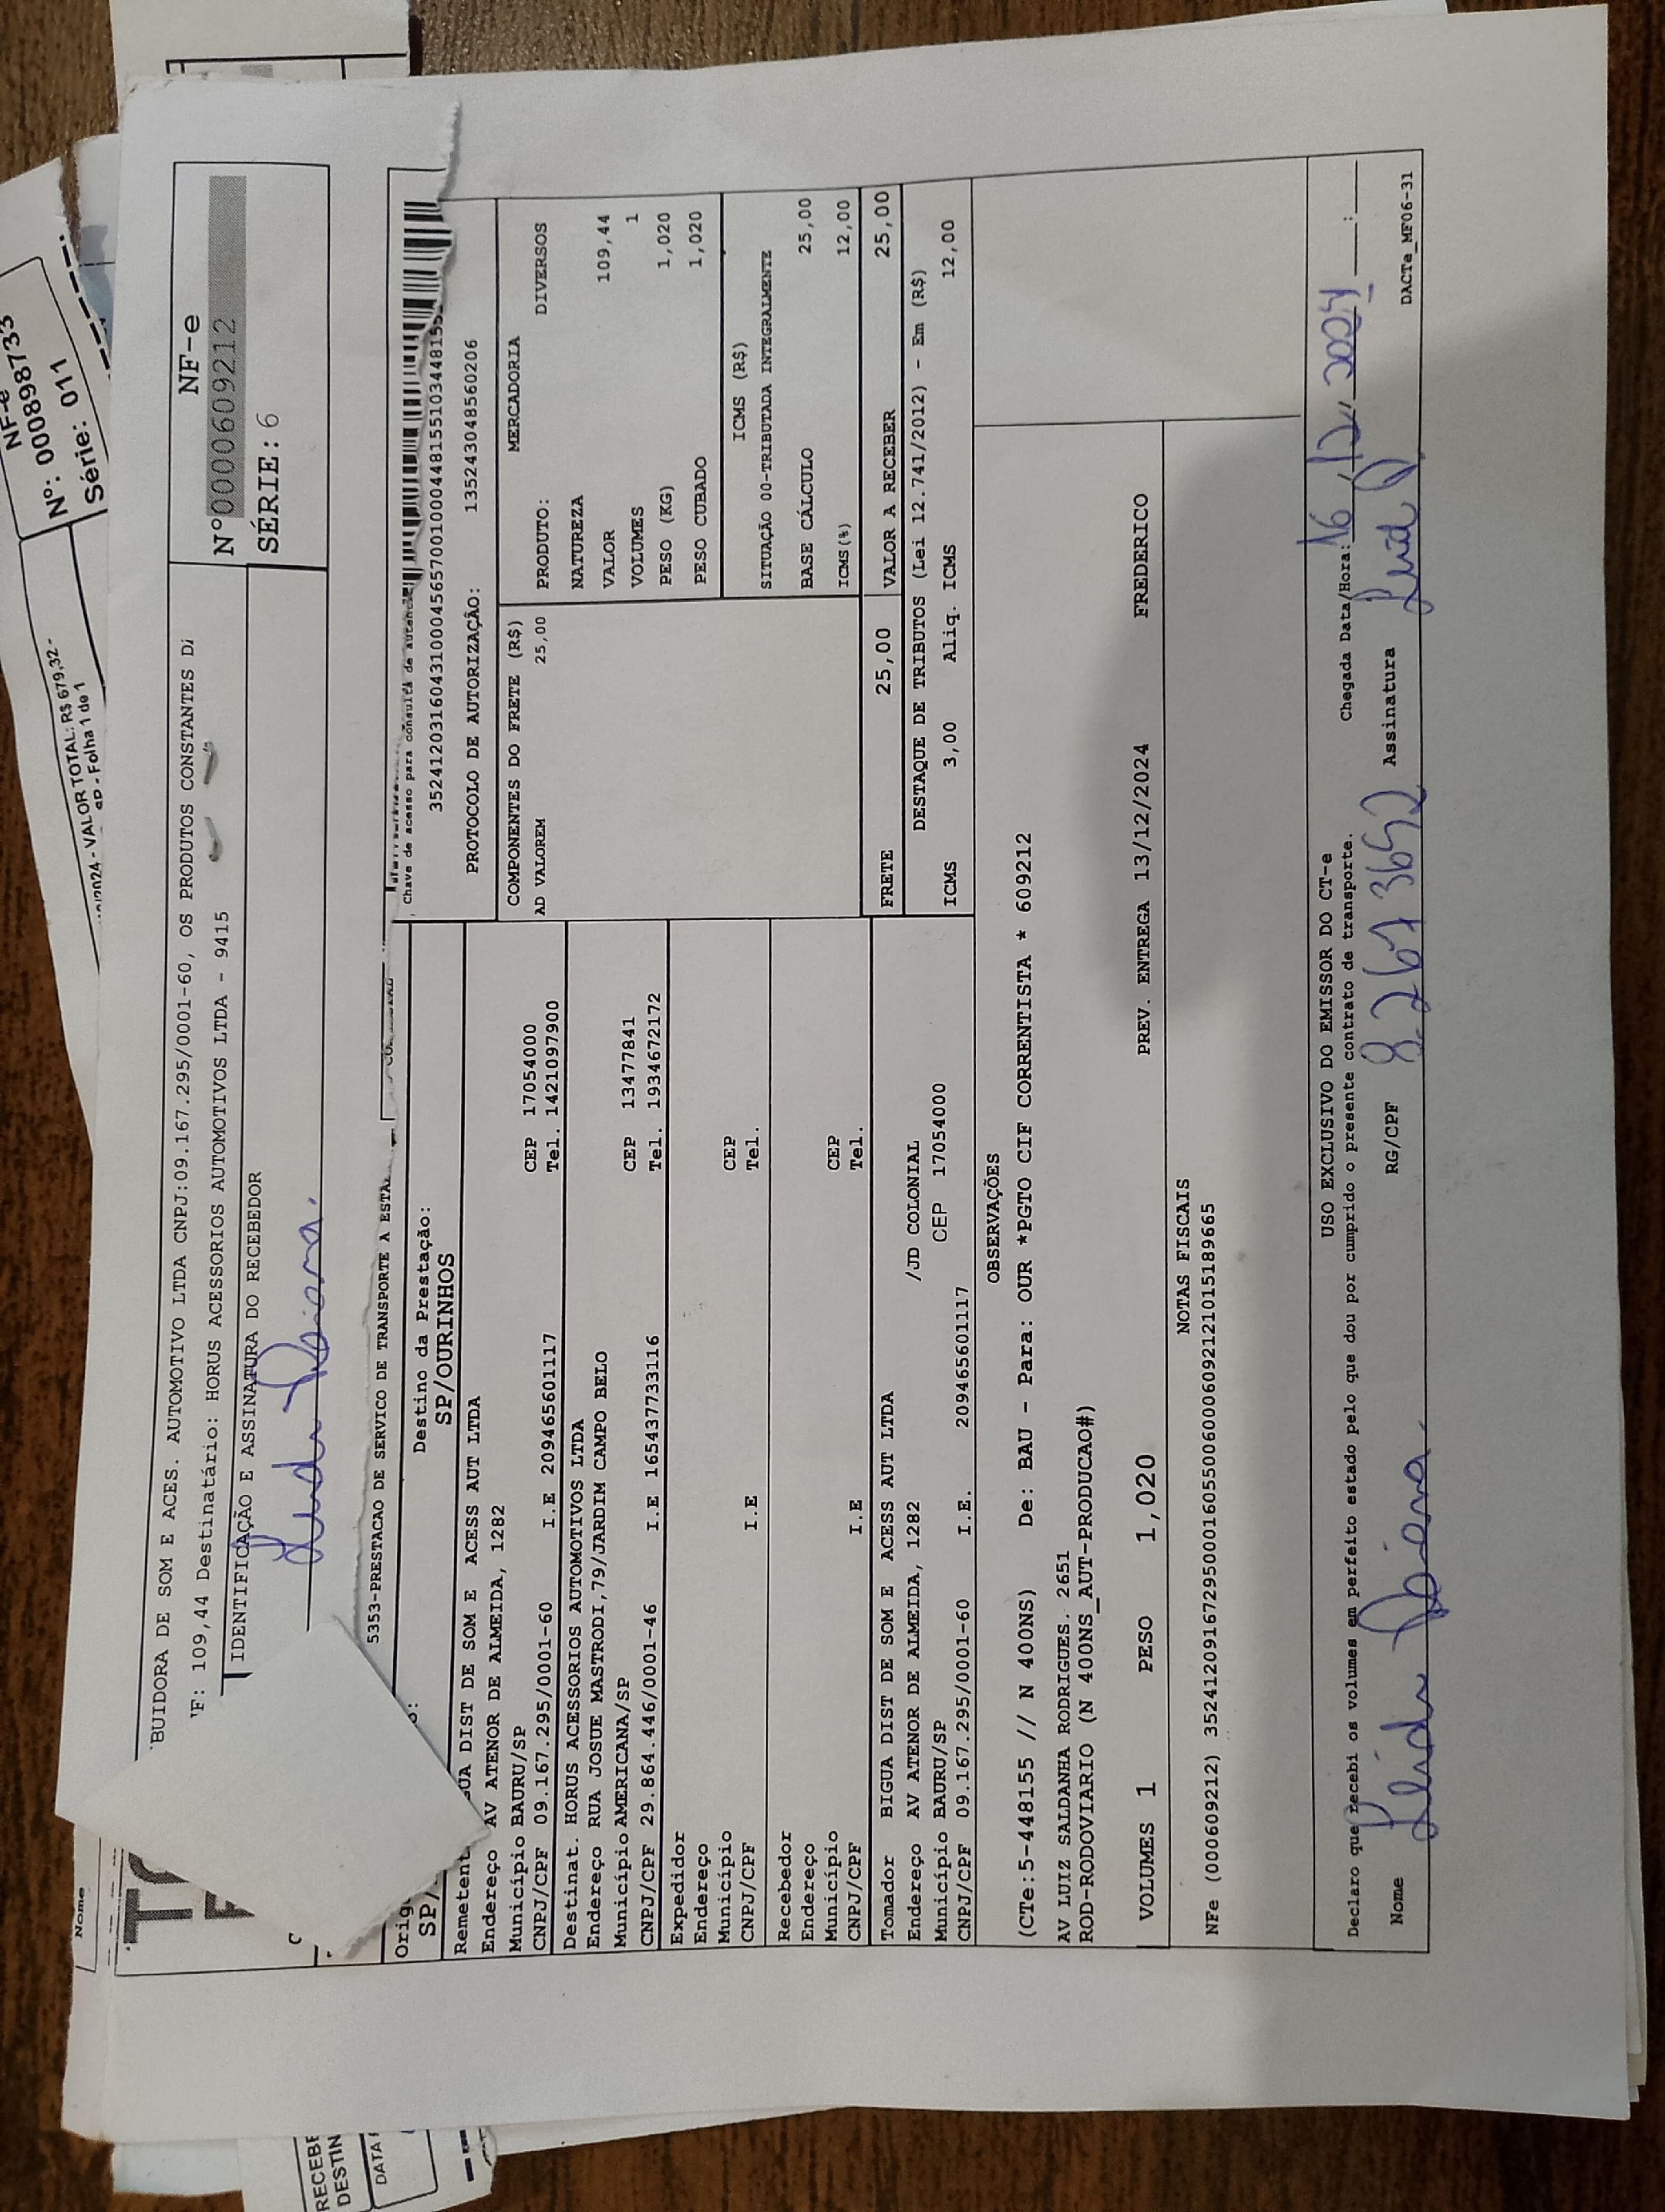 NF-e
Nº: 000898733
Série: 011
VALOR TOTAL: R$ 679,32 -
SP - Folha 1 de 1
Nome
BUIDORA DE SOM E ACES. AUTOMOTIVO LTDA CNPJ:09.167.295/0001-60, OS PRODUTOS CONSTANTES
F: 109,44 Destinatário: HORUS ACESSORIOS AUTOMOTIVOS LTDA - 9415
IDENTIFICAÇÃO E ASSINATURA DO RECEBEDOR
NF-e
Nº0000609212
SÉRIE:6
5353-PRESTACAO DE SERVICO DE TRANSPORTE A
Destino da Prestação:
SP/OURINHOS
Chave de acesso para consulta de
PROTOCOLO DE AUTORIZAÇÃO: 135243048560206
AV ATENOR DE ALMEIDA, 1282
DIST DE SOM E ACESS AUT LTDA
Endereço
Município BAURU/SP CEP 17054000
CNPJ/CPF 09.167.295/0001-60 I.E 209465601117 Tel. 1421097900
Destinat. HORUS ACESSORIOS AUTOMOTIVOS LTDA
Endereço RUA JOSUE MASTRODI,79/JARDIM CAMPO BELO
Município AMERICANA/SP CEP 13477841
CNPJ/CPF 29.864.446/0001-46 I.E 165437733116 Tel. 1934672172
Expedidor
Endereço
Município CEP
CNPJ/CPF I.E Tel.
Recebedor
Endereço
Município CEP
CNPJ/CPF I.E Tel.
Tomador BIGUA DIST DE SOM E ACESS AUT LTDA
Endereço AV ATENOR DE ALMEIDA, 1282 /JD COLONIAL
Município BAURU/SP CEP 17054000
CNPJ/CPF 09.167.295/0001-60 I.E. 209465601117
COMPONENTES DO FRETE (R$)
AD VALOREM 25,00
MERCADORIA
PRODUTO: DIVERSOS
NATUREZA
VALOR 109,44
VOLUMES 1
PESO (KG) 1,020
PESO CUBADO 1,020
ICMS (R$)
SITUAÇÃO 00-TRIBUTADA INTEGRALMENTE
BASE CÁLCULO 25,00
ICMS(%) 12,00
FRETE 25,00 VALOR A RECEBER 25,00
DESTAQUE DE TRIBUTOS (Lei 12.741/2012) - Em (R$)
ICMS 3,00 Aliq. ICMS 12,00
OBSERVAÇÕES
(CTe:5-448155 // N 400NS) De: BAU - Para: OUR *PGTO CIF CORRENTISTA * 609212
AV LUIZ SALDANHA RODRIGUES. 2651
ROD-RODOVIARIO (N 400NS_AUT-PRODUCAO#)
VOLUMES 1 PESO 1,020 PREV. ENTREGA 13/12/2024 FREDERICO
NOTAS FISCAIS
NFe (000609212) 35241209167295000160550060006092121015189665
USO EXCLUSIVO DO EMISSOR DO CT-e
Declaro que recebi os volumes em perfeito estado pelo que dou por cumprido o presente contrato de transporte. Chegada Data/Hora: 16/12/2024
Nome RG/CPF 8.267.3652 Assinatura
DACTe_MF06-31
RECEBE
DESTIN
DATA